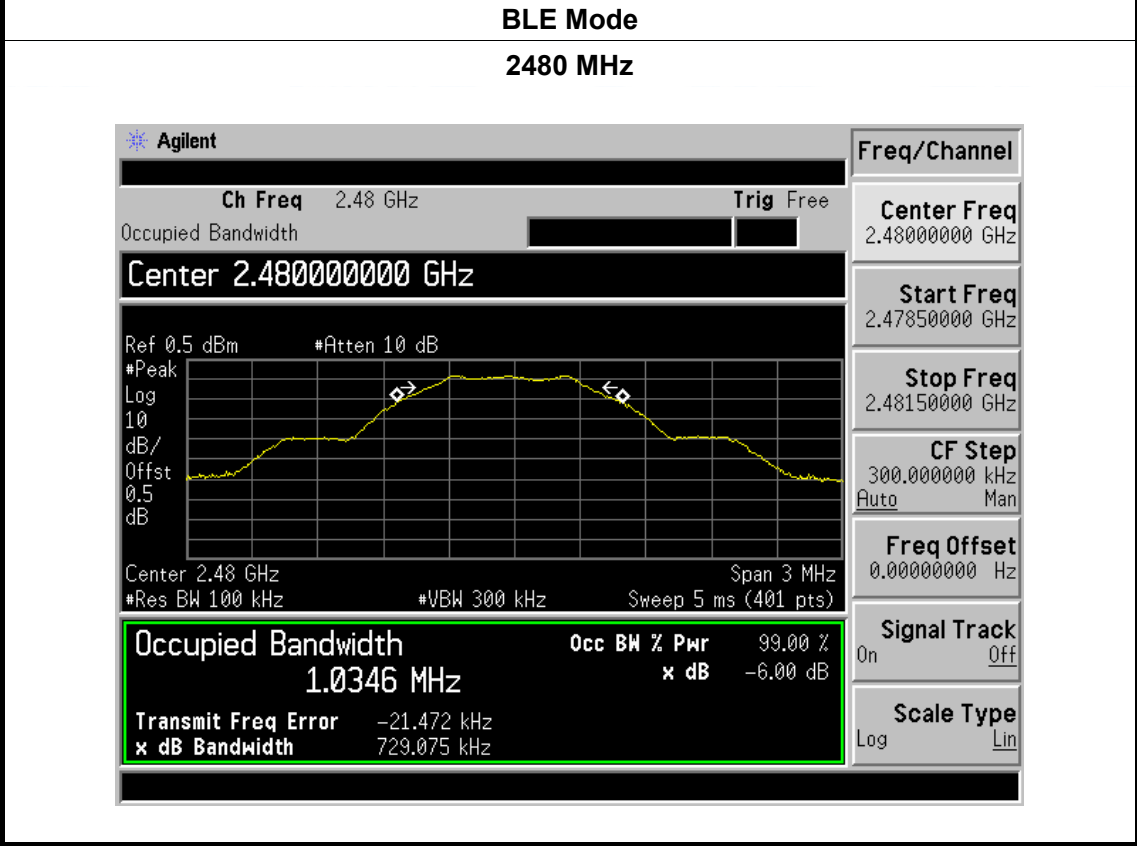 BLE Mode
2480 MHz
Agilent
Ch Freq 2.48 GHz Trig Free
Occupied Bandwidth
Center 2.480000000 GHz
Ref 0.5 dBm #Atten 10 dB
#Peak
Log
10
dB/
Offst
0.5
dB
Center 2.48 GHz Span 3 MHz
#Res BW 100 kHz #VBW 300 kHz Sweep 5 ms (401 pts)
Occupied Bandwidth
1.0346 MHz
Occ BW % Pwr 99.00 %
x dB -6.00 dB
Transmit Freq Error -21.472 kHz
x dB Bandwidth 729.075 kHz
Freq/Channel
Center Freq
2.48000000 GHz
Start Freq
2.47850000 GHz
Stop Freq
2.48150000 GHz
CF Step
300.000000 kHz
Auto Man
Freq Offset
0.00000000 Hz
Signal Track
On Off
Scale Type
Log Lin